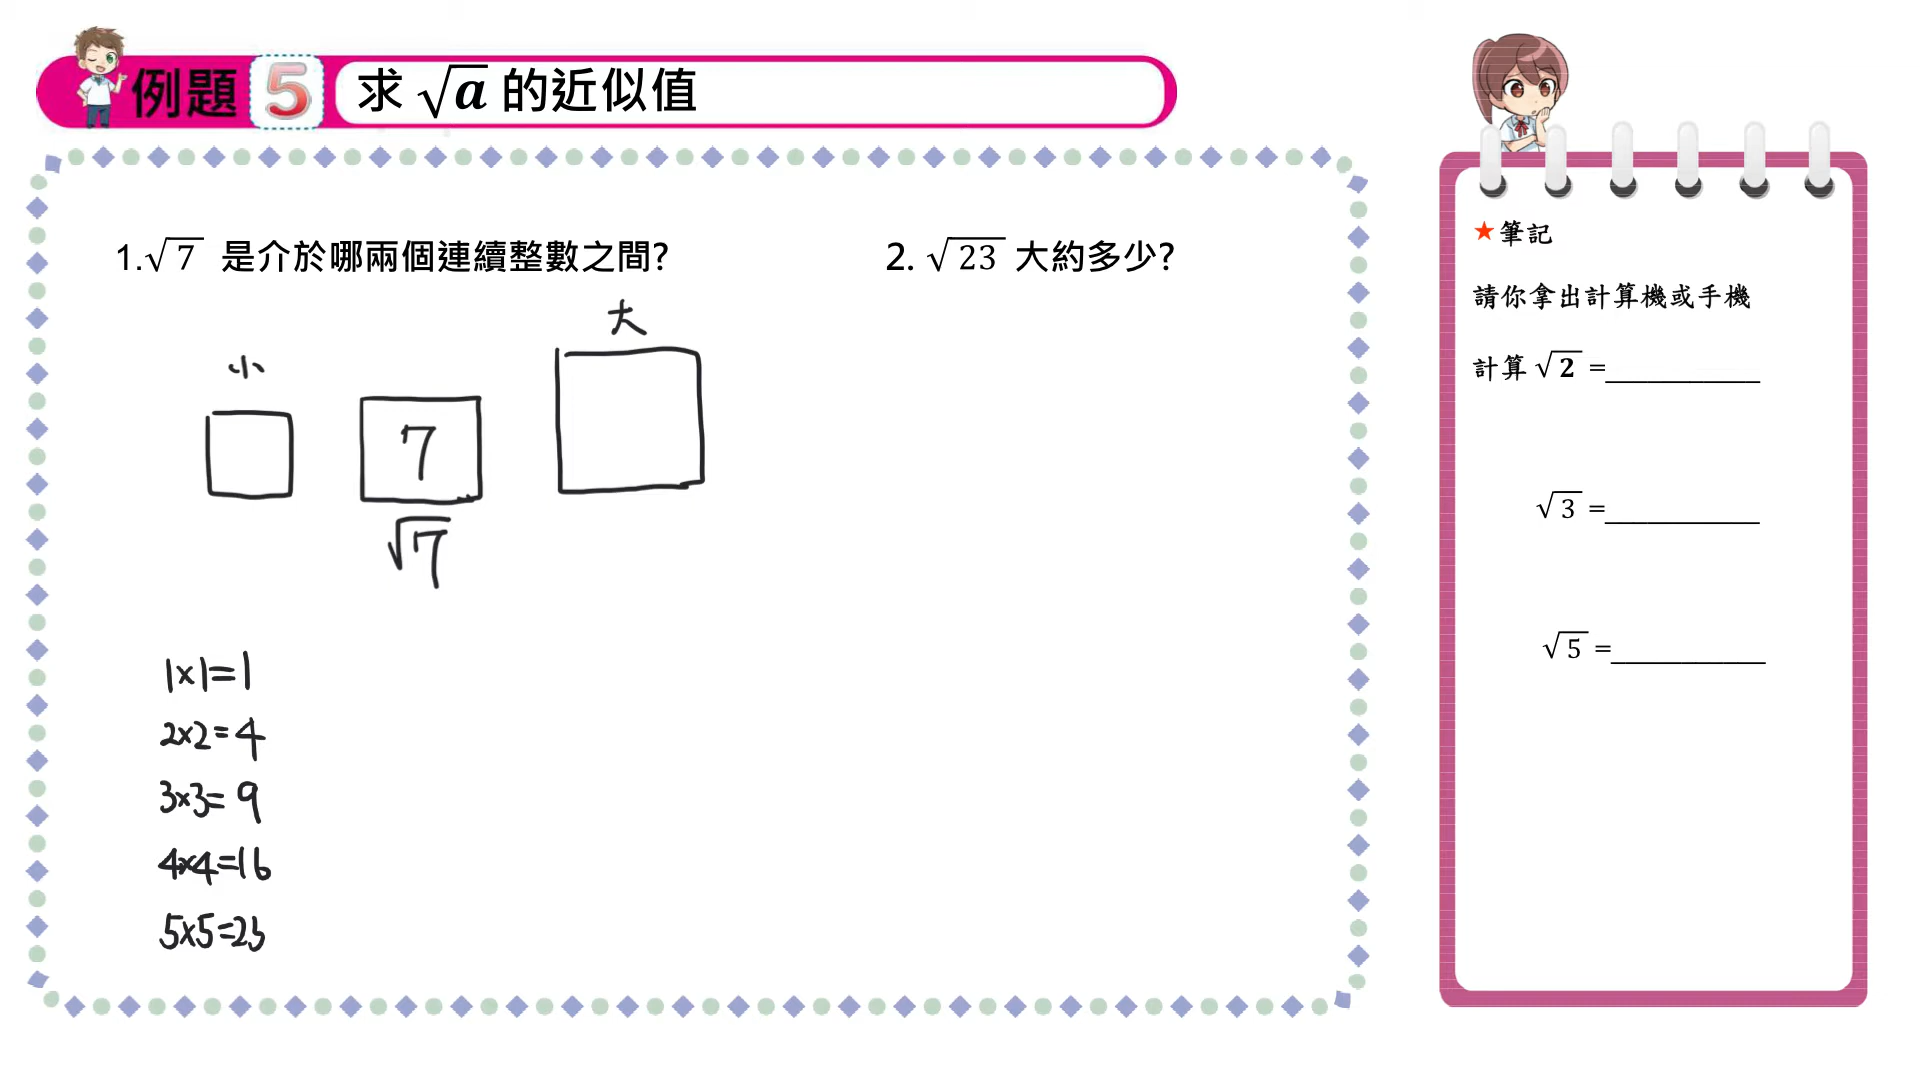 例題 5 求 √a 的近似值
1.√7 是介於哪兩個連續整數之間?
小
7
√7
大
1×1=1
2×2=4
3×3=9
4×4=16
5×5=25
2. √23 大約多少?
★筆記
請你拿出計算機或手機
計算 √2 =___________
√3 =___________
√5 =___________